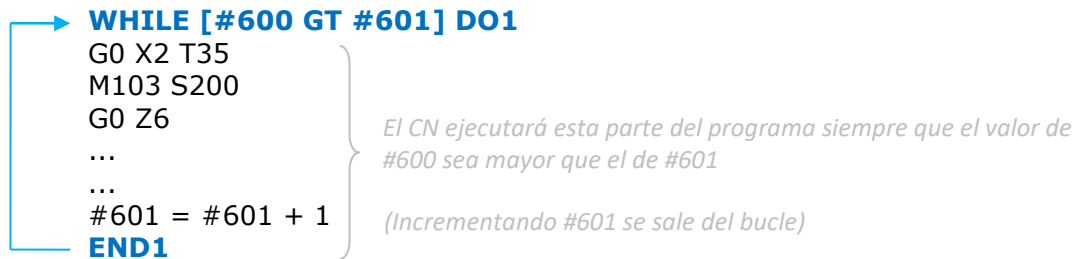 WHILE [#600 GT #601] DO1
G0 X2 T35
M103 S200
G0 Z6
...
...
#601 = #601 + 1
END1
El CN ejecutará esta parte del programa siempre que el valor de
#600 sea mayor que el de #601
(Incrementando #601 se sale del bucle)